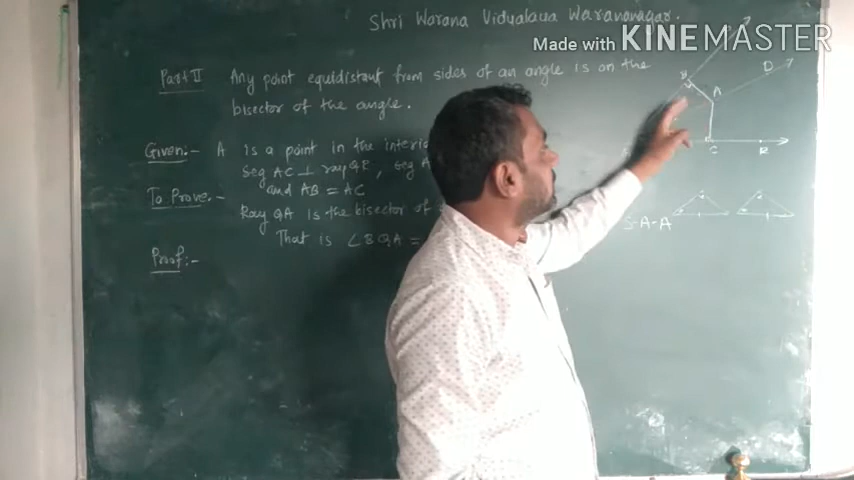 Shri Warana Vidyalaya Warananagar.
Made with KINEMASTER
Part II Any point equidistant from sides of an angle is on the
bisector of the angle.
Given:- A is a point in the interi
Seg AC ⊥ ray QR, seg A
and AB = AC
To Prove:- Ray QA is the bisector of
That is ∠BQA =
Proof:-
B
A
D
C
R
S-A-A